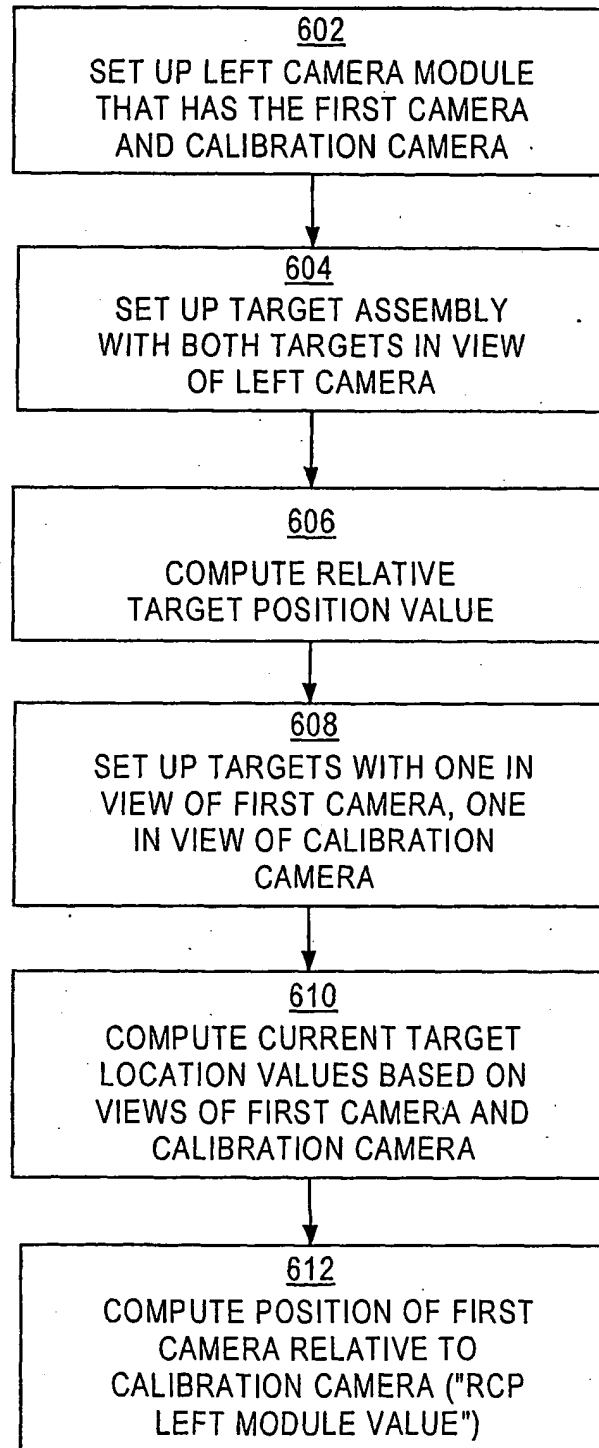 602
SET UP LEFT CAMERA MODULE
THAT HAS THE FIRST CAMERA
AND CALIBRATION CAMERA
604
SET UP TARGET ASSEMBLY
WITH BOTH TARGETS IN VIEW
OF LEFT CAMERA
606
COMPUTE RELATIVE
TARGET POSITION VALUE
608
SET UP TARGETS WITH ONE IN
VIEW OF FIRST CAMERA, ONE
IN VIEW OF CALIBRATION
CAMERA
610
COMPUTE CURRENT TARGET
LOCATION VALUES BASED ON
VIEWS OF FIRST CAMERA AND
CALIBRATION CAMERA
612
COMPUTE POSITION OF FIRST
CAMERA RELATIVE TO
CALIBRATION CAMERA ("RCP
LEFT MODULE VALUE")